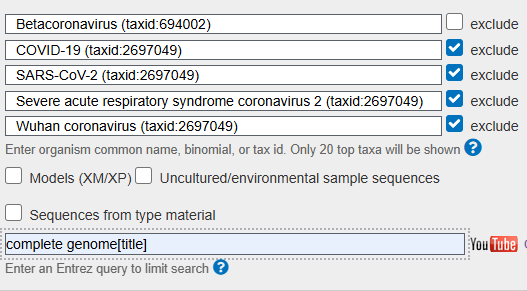 Betacoronavirus (taxid:694002) exclude
COVID-19 (taxid:2697049) exclude
SARS-CoV-2 (taxid:2697049) exclude
Severe acute respiratory syndrome coronavirus 2 (taxid:2697049) exclude
Wuhan coronavirus (taxid:2697049) exclude
Enter organism common name, binomial, or tax id. Only 20 top taxa will be shown ?
Models (XM/XP) Uncultured/environmental sample sequences
Sequences from type material
complete genome[title] YouTube
Enter an Entrez query to limit search ?